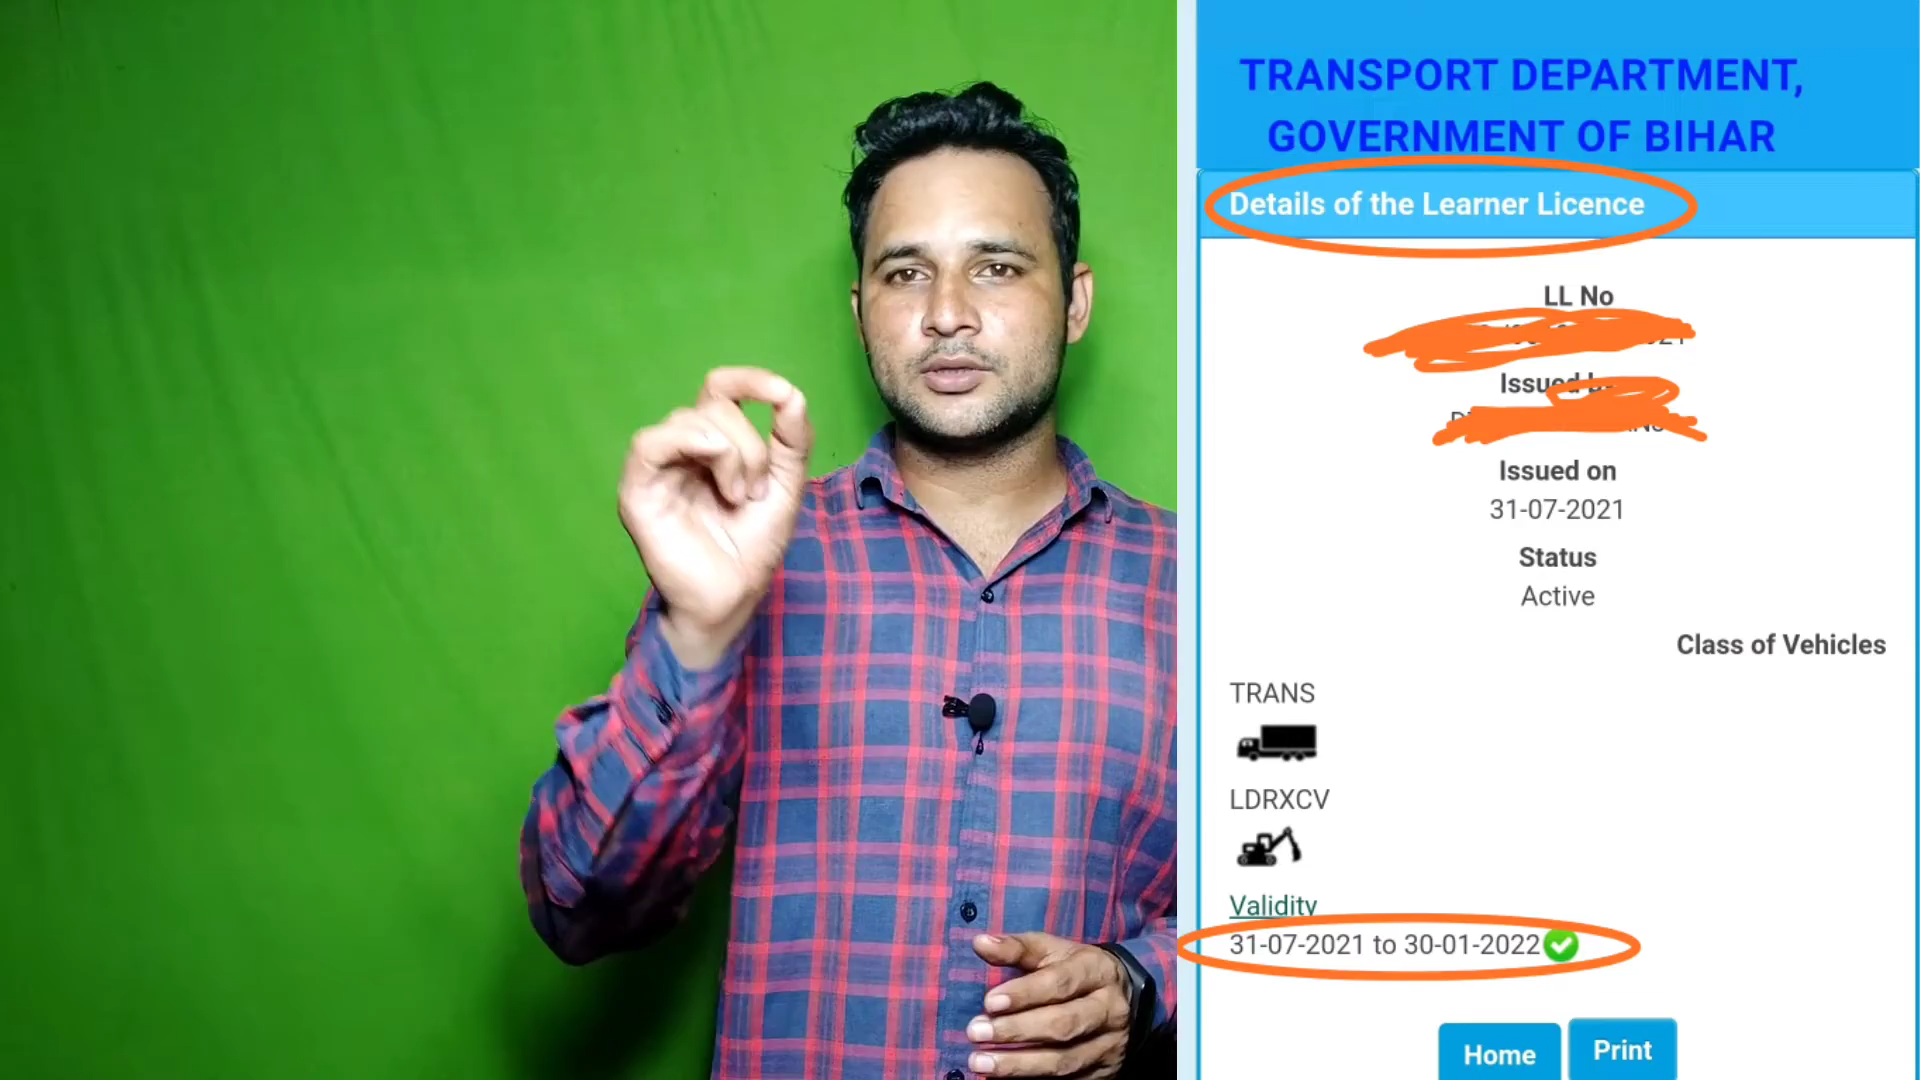 TRANSPORT DEPARTMENT,
GOVERNMENT OF BIHAR
Details of the Learner Licence
LL No
Issued
Issued on
31-07-2021
Status
Active
Class of Vehicles
TRANS
LDRXCV
Validity
31-07-2021 to 30-01-2022
Home
Print